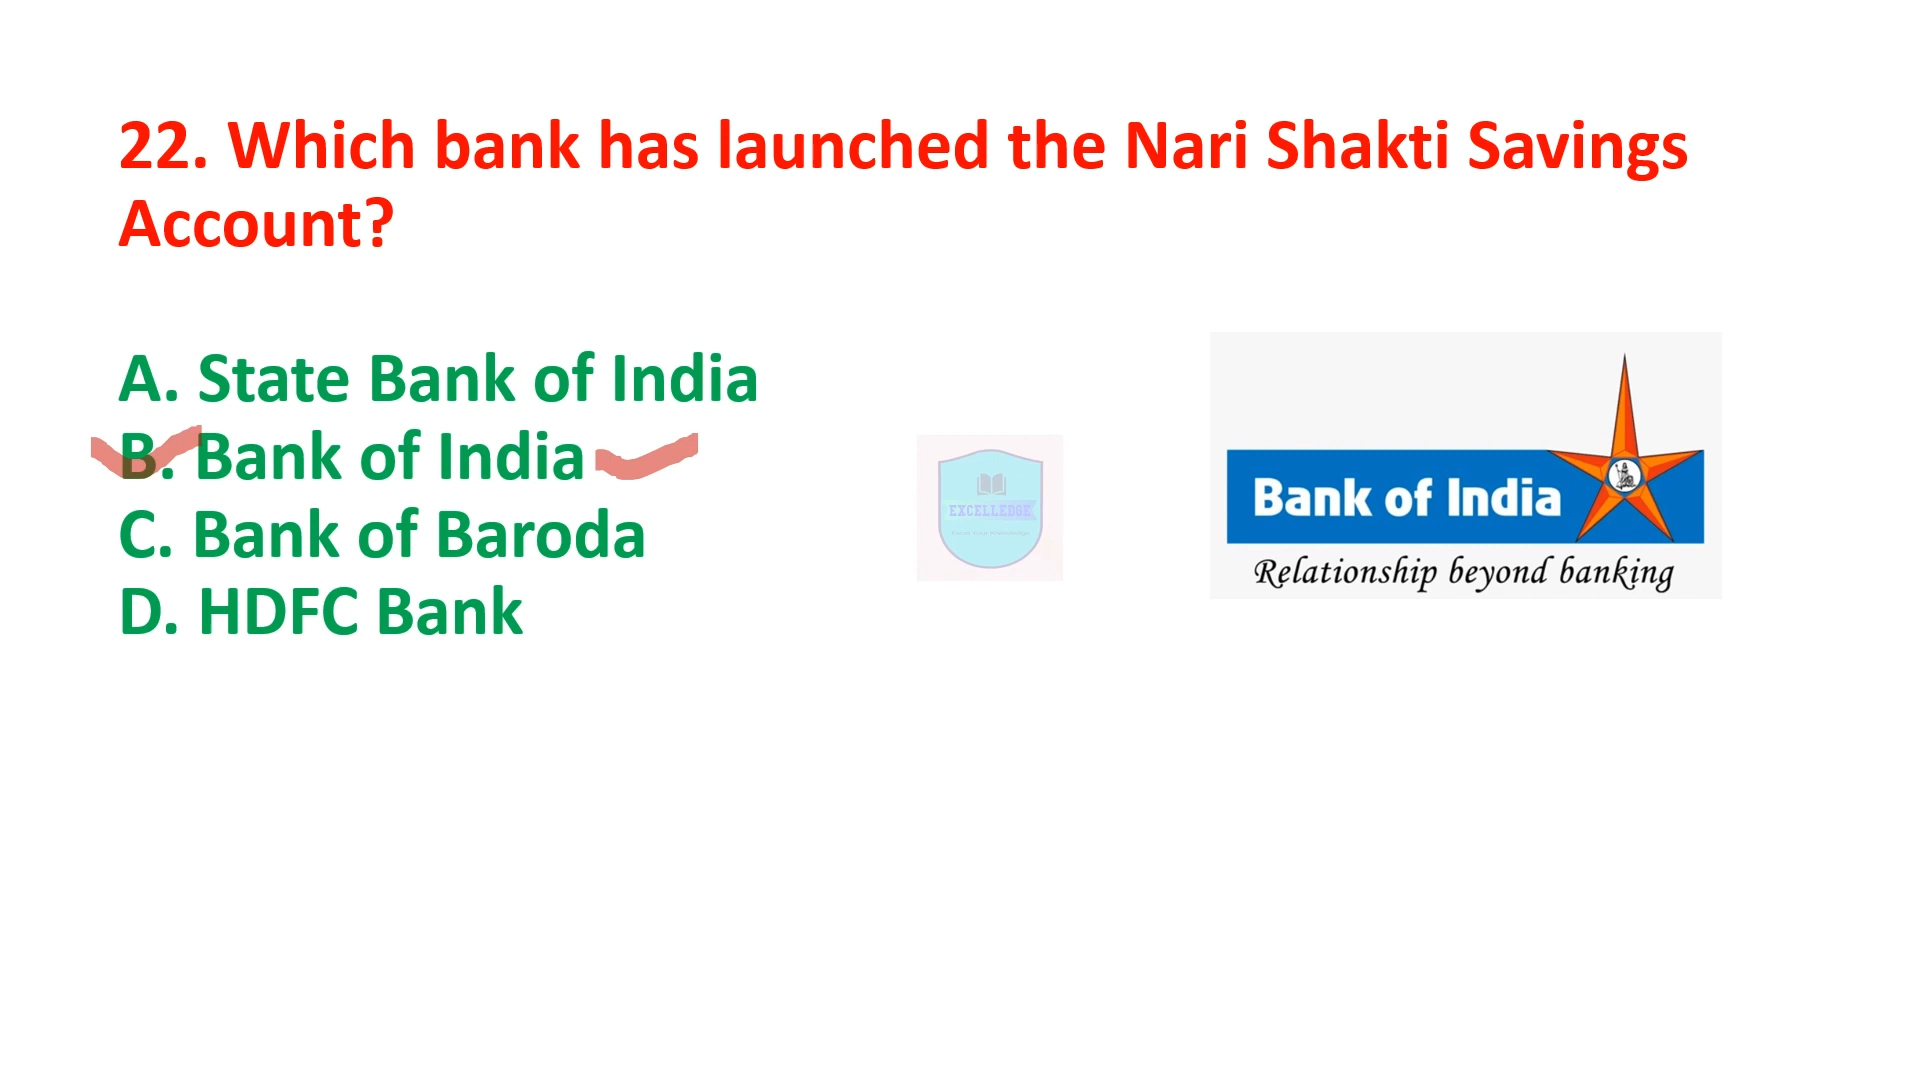 22. Which bank has launched the Nari Shakti Savings
Account?
A. State Bank of India
B. Bank of India
C. Bank of Baroda
D. HDFC Bank
EXCELLEDGE
Bank of India
Relationship beyond banking